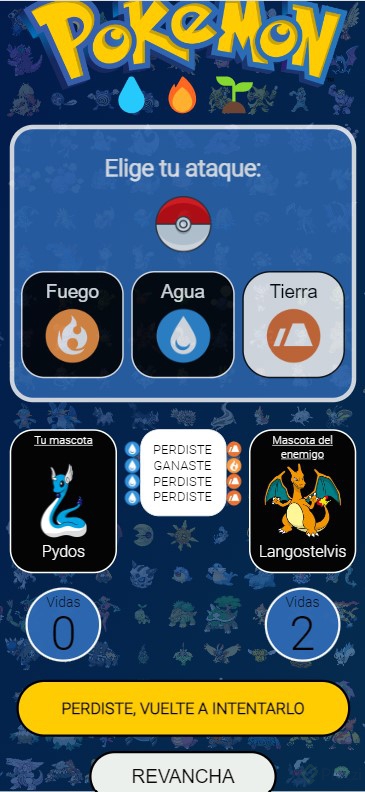 POKÉMON
Elige tu ataque:
Fuego
Agua
Tierra
Tu mascota
Pydos
PERDISTE
GANASTE
PERDISTE
PERDISTE
Mascota del
enemigo
Langostelvis
Vidas
0
Vidas
2
PERDISTE, VUELTE A INTENTARLO
REVANCHA